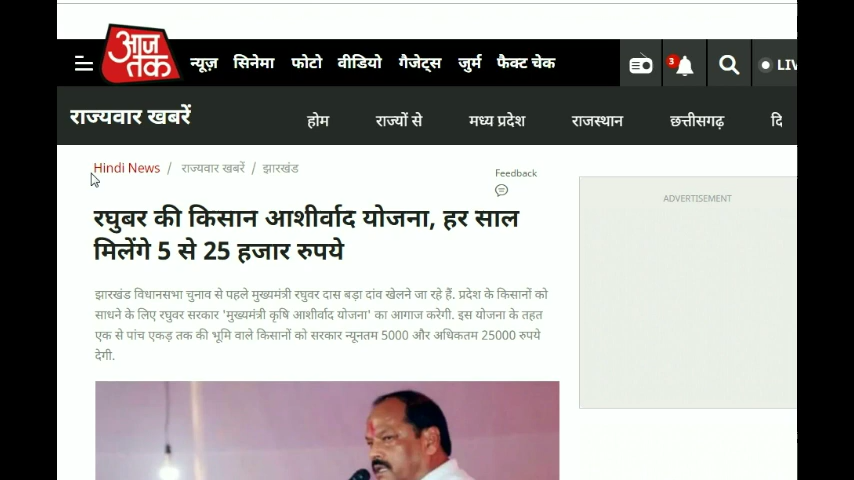 आज
तक
न्यूज़ सिनेमा फोटो वीडियो गैजेट्स जुर्म फैक्ट चेक
3
LIV
राज्यवार खबरें
होम राज्यों से मध्य प्रदेश राजस्थान छत्तीसगढ़ दि
Hindi News / राज्यवार खबरें / झारखंड
Feedback
ADVERTISEMENT
रघुबर की किसान आशीर्वाद योजना, हर साल
मिलेंगे 5 से 25 हजार रुपये
झारखंड विधानसभा चुनाव से पहले मुख्यमंत्री रघुवर दास बड़ा दांव खेलने जा रहे हैं. प्रदेश के किसानों को
साधने के लिए रघुवर सरकार 'मुख्यमंत्री कृषि आशीर्वाद योजना' का आगाज करेगी. इस योजना के तहत
एक से पांच एकड़ तक की भूमि वाले किसानों को सरकार न्यूनतम 5000 और अधिकतम 25000 रुपये
देगी.